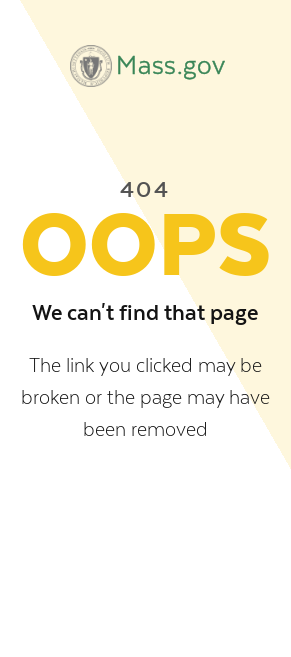 Mass.gov
404
OOPS
We can't find that page
The link you clicked may be
broken or the page may have
been removed